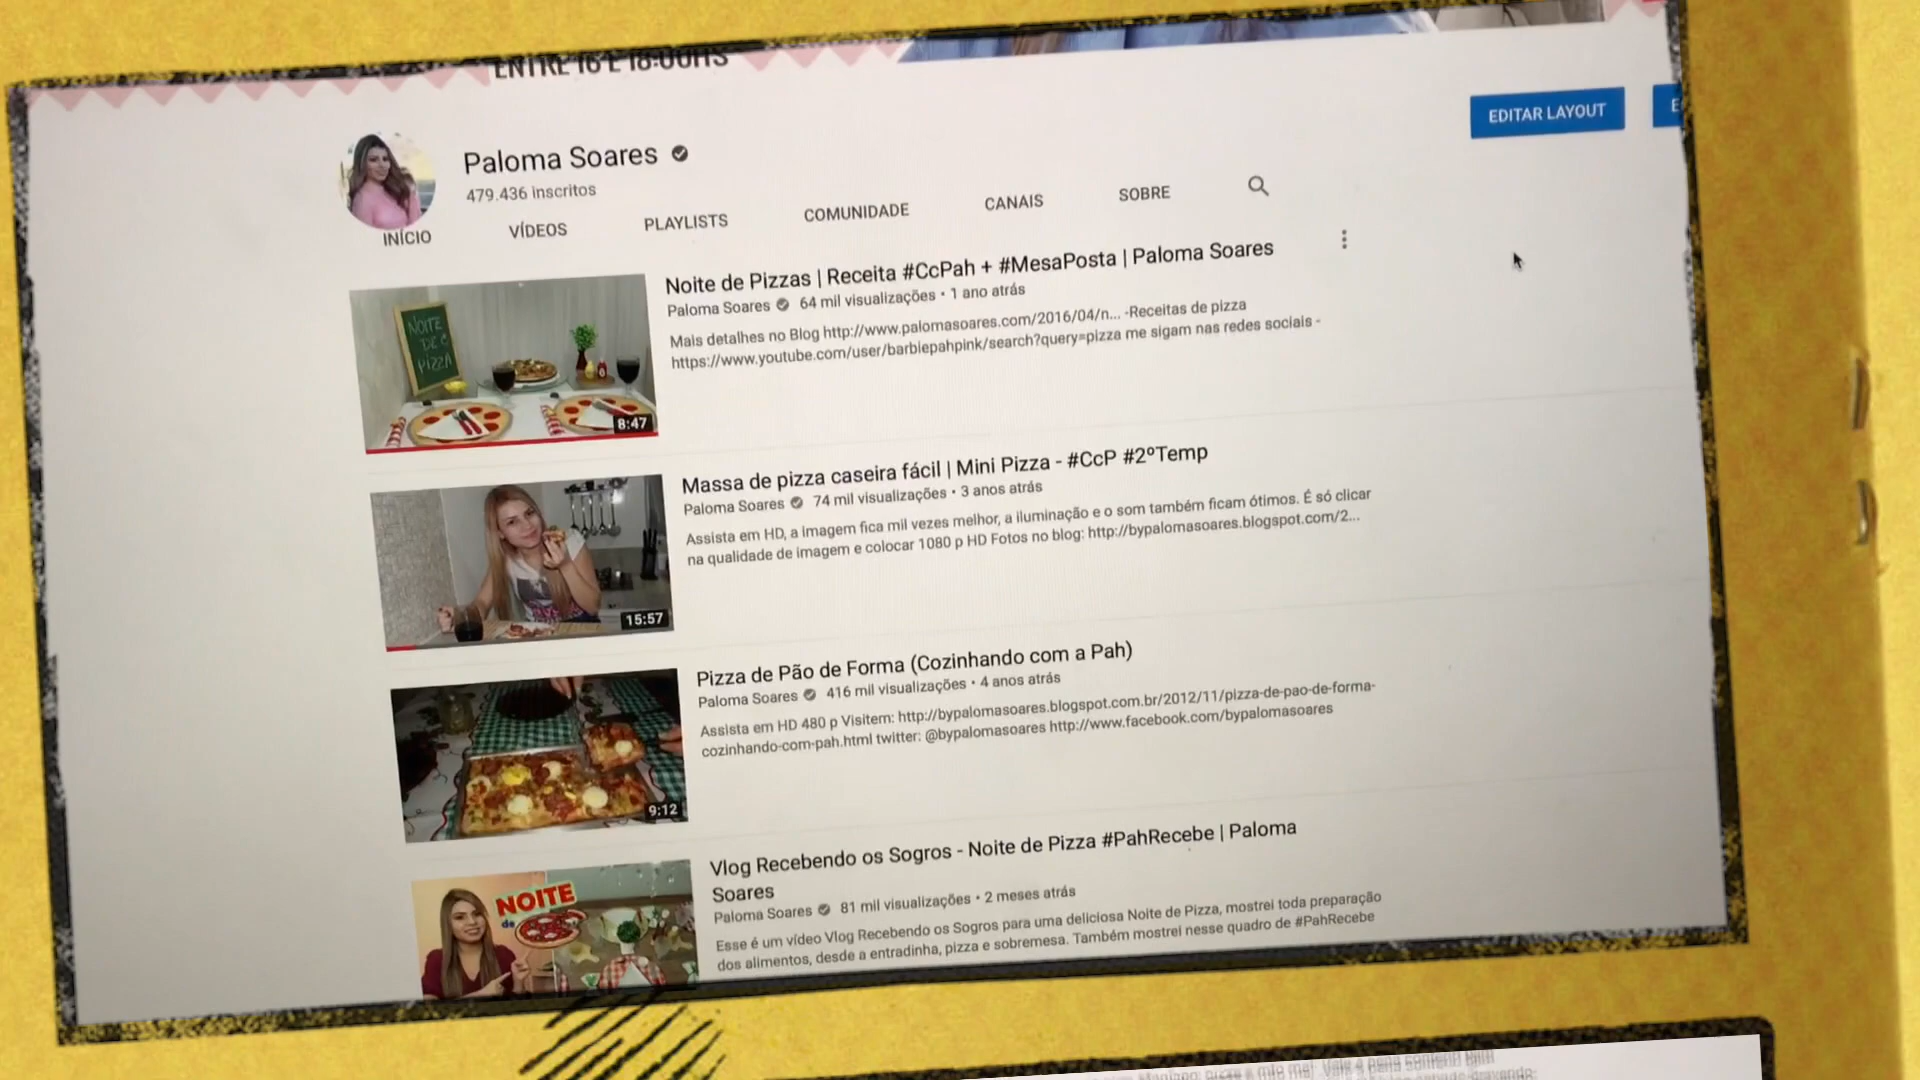 ENTRE 16 E 18:00HS
EDITAR LAYOUT
Paloma Soares
479.436 inscritos
INÍCIO VÍDEOS PLAYLISTS COMUNIDADE CANAIS SOBRE
Noite de Pizzas | Receita #CcPah + #MesaPosta | Paloma Soares
Paloma Soares 64 mil visualizações • 1 ano atrás
Mais detalhes no Blog http://www.palomasoares.com/2016/04/n... -Receitas de pizza
https://www.youtube.com/user/barbiepahpink/search?query=pizza me sigam nas redes sociais -
NOITE
DE
PIZZA
8:47
Massa de pizza caseira fácil | Mini Pizza - #CcP #2ºTemp
Paloma Soares 74 mil visualizações • 3 anos atrás
Assista em HD, a imagem fica mil vezes melhor, a iluminação e o som também ficam ótimos. É só clicar
na qualidade de imagem e colocar 1080 p HD Fotos no blog: http://bypalomasoares.blogspot.com/2...
15:57
Pizza de Pão de Forma (Cozinhando com a Pah)
Paloma Soares 416 mil visualizações • 4 anos atrás
Assista em HD 480 p Visitem: http://bypalomasoares.blogspot.com.br/2012/11/pizza-de-pao-de-forma-
cozinhando-com-pah.html twitter: @bypalomasoares http://www.facebook.com/bypalomasoares
9:12
Vlog Recebendo os Sogros - Noite de Pizza #PahRecebe | Paloma
Soares
Paloma Soares 81 mil visualizações • 2 meses atrás
Esse é um vídeo Vlog Recebendo os Sogros para uma deliciosa Noite de Pizza, mostrei toda preparação
dos alimentos, desde a entradinha, pizza e sobremesa. Também mostrei nesse quadro de #PahRecebe
NOITE
de